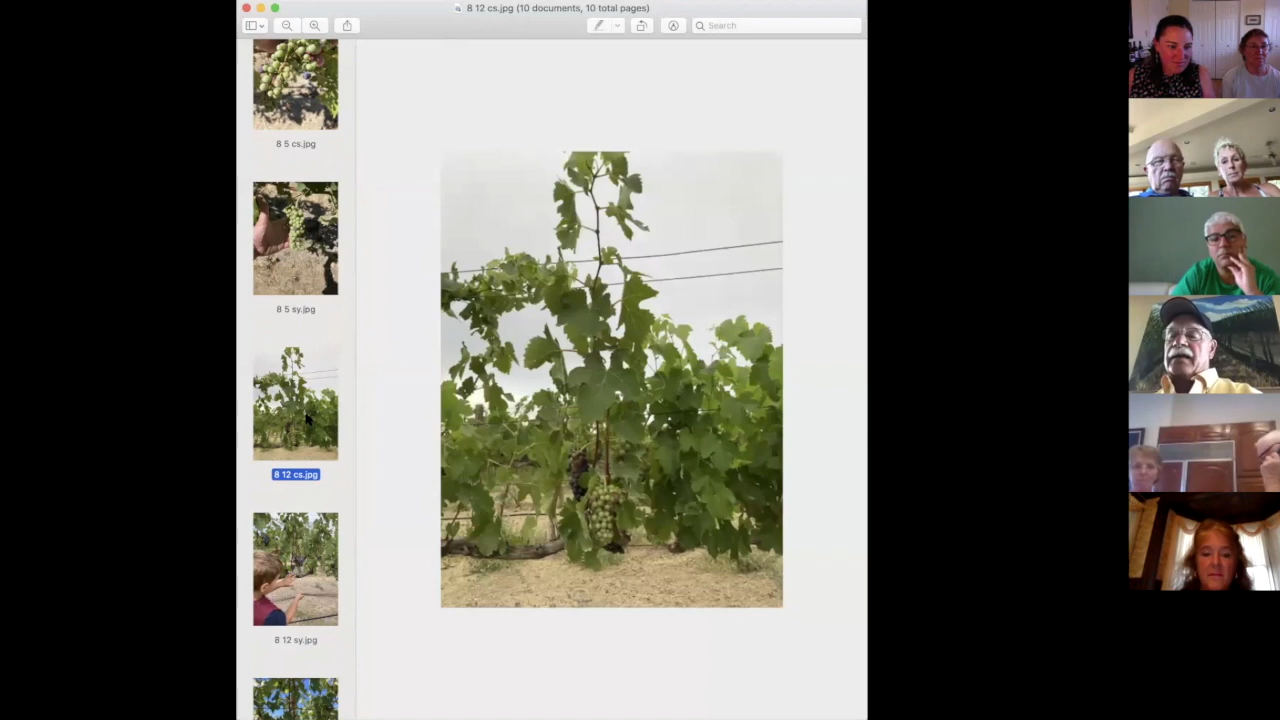 8 12 cs.jpg (10 documents, 10 total pages)
Search
8 5 cs.jpg
8 5 sy.jpg
8 12 cs.jpg
8 12 sy.jpg